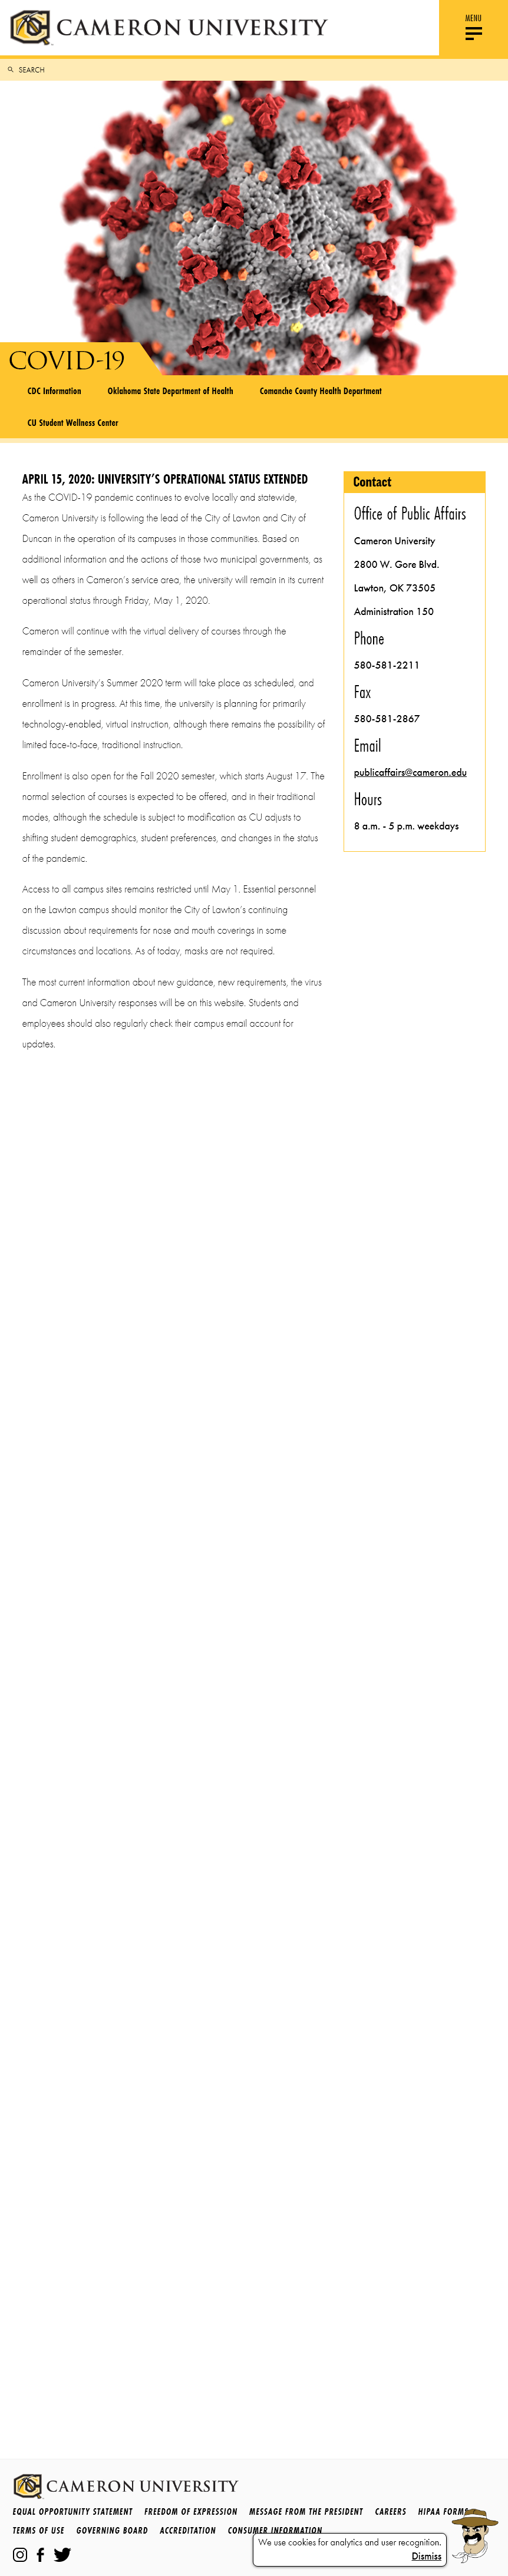 CAMERON UNIVERSITY
MENU
SEARCH
COVID-19
CDC Information Oklahoma State Department of Health Comanche County Health Department
CU Student Wellness Center
APRIL 15, 2020: UNIVERSITY’S OPERATIONAL STATUS EXTENDED
As the COVID-19 pandemic continues to evolve locally and statewide,
Cameron University is following the lead of the City of Lawton and City of
Duncan in the operation of its campuses in those communities. Based on
additional information and the actions of those two municipal governments, as
well as others in Cameron’s service area, the university will remain in its current
operational status through Friday, May 1, 2020.
Cameron will continue with the virtual delivery of courses through the
remainder of the semester.
Cameron University’s Summer 2020 term will take place as scheduled, and
enrollment is in progress. At this time, the university is planning for primarily
technology-enabled, virtual instruction, although there remains the possibility of
limited face-to-face, traditional instruction.
Enrollment is also open for the Fall 2020 semester, which starts August 17. The
normal selection of courses is expected to be offered, and in their traditional
modes, although the schedule is subject to modification as CU adjusts to
shifting student demographics, student preferences, and changes in the status
of the pandemic.
Access to all campus sites remains restricted until May 1. Essential personnel
on the Lawton campus should monitor the City of Lawton’s continuing
discussion about requirements for nose and mouth coverings in some
circumstances and locations. As of today, masks are not required.
The most current information about new guidance, new requirements, the virus
and Cameron University responses will be on this website. Students and
employees should also regularly check their campus email account for
updates.
Contact
Office of Public Affairs
Cameron University
2800 W. Gore Blvd.
Lawton, OK 73505
Administration 150
Phone
580-581-2211
Fax
580-581-2867
Email
publicaffairs@cameron.edu
Hours
8 a.m. - 5 p.m. weekdays
CAMERON UNIVERSITY
EQUAL OPPORTUNITY STATEMENT FREEDOM OF EXPRESSION MESSAGE FROM THE PRESIDENT CAREERS HIPAA FORMS
TERMS OF USE GOVERNING BOARD ACCREDITATION CONSUMER INFORMATION
We use cookies for analytics and user recognition.
Dismiss